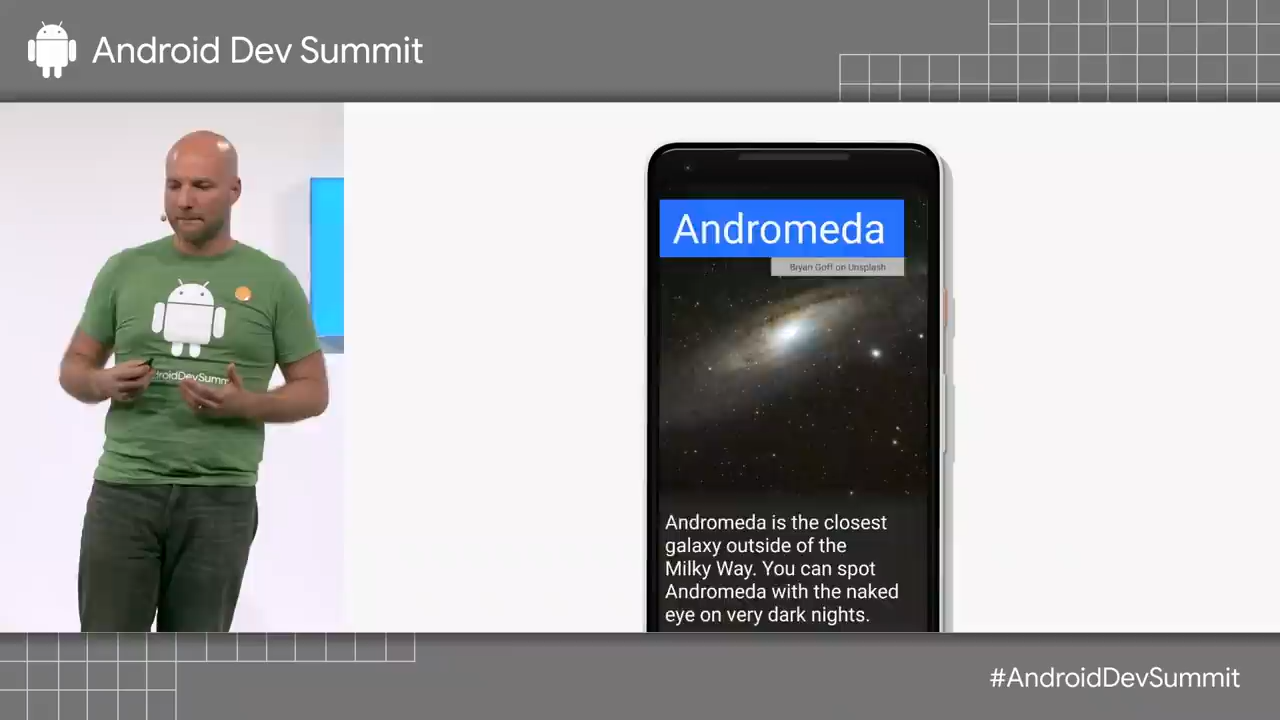 Android Dev Summit
Andromeda
Bryan Goff on Unsplash
Andromeda is the closest
galaxy outside of the
Milky Way. You can spot
Andromeda with the naked
eye on very dark nights.
droidDevSumm
#AndroidDevSummit